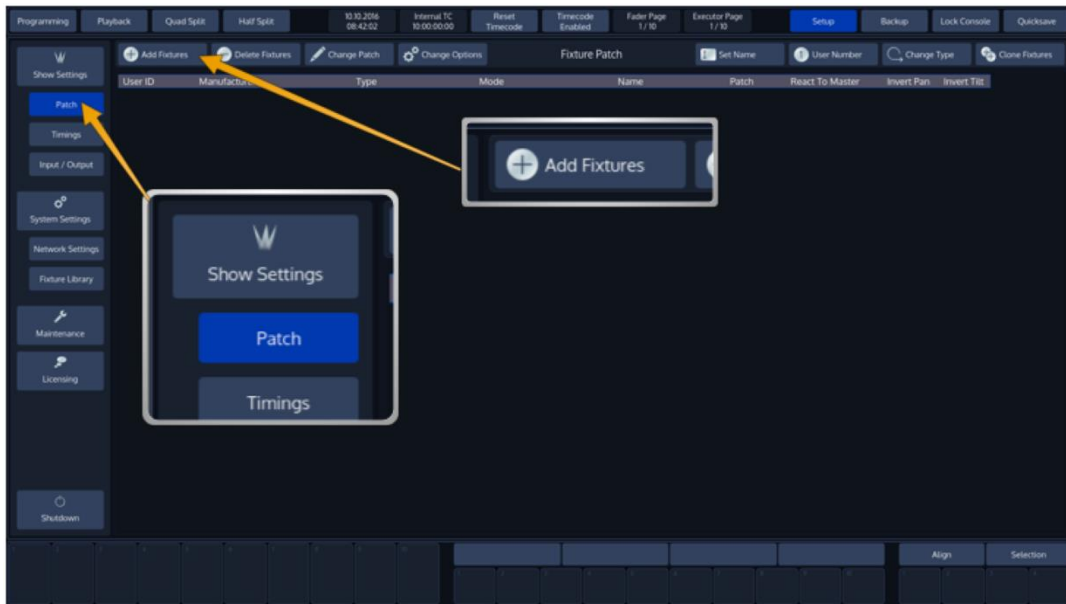 Programming Playback Quad Split Half Split 10.10.2016 Internal TC Reset Timecode Fader Page Executor Page Setup Backup Lock Console Quicksave
08:42:02 10:00:00:00 Timecode Enabled 1 / 10 1 / 10
Show Settings
Add Fixtures Delete Fixtures Change Patch Change Options Fixture Patch Set Name User Number Change Type Clone Fixtures
User ID Manufacturer Type Mode Name Patch React To Master Invert Pan Invert Tilt
Patch
Timings
Input / Output
System Settings
Network Settings
Fixture Library
Maintenance
Licensing
Shutdown
Add Fixtures
Show Settings
Patch
Timings
Align Selection